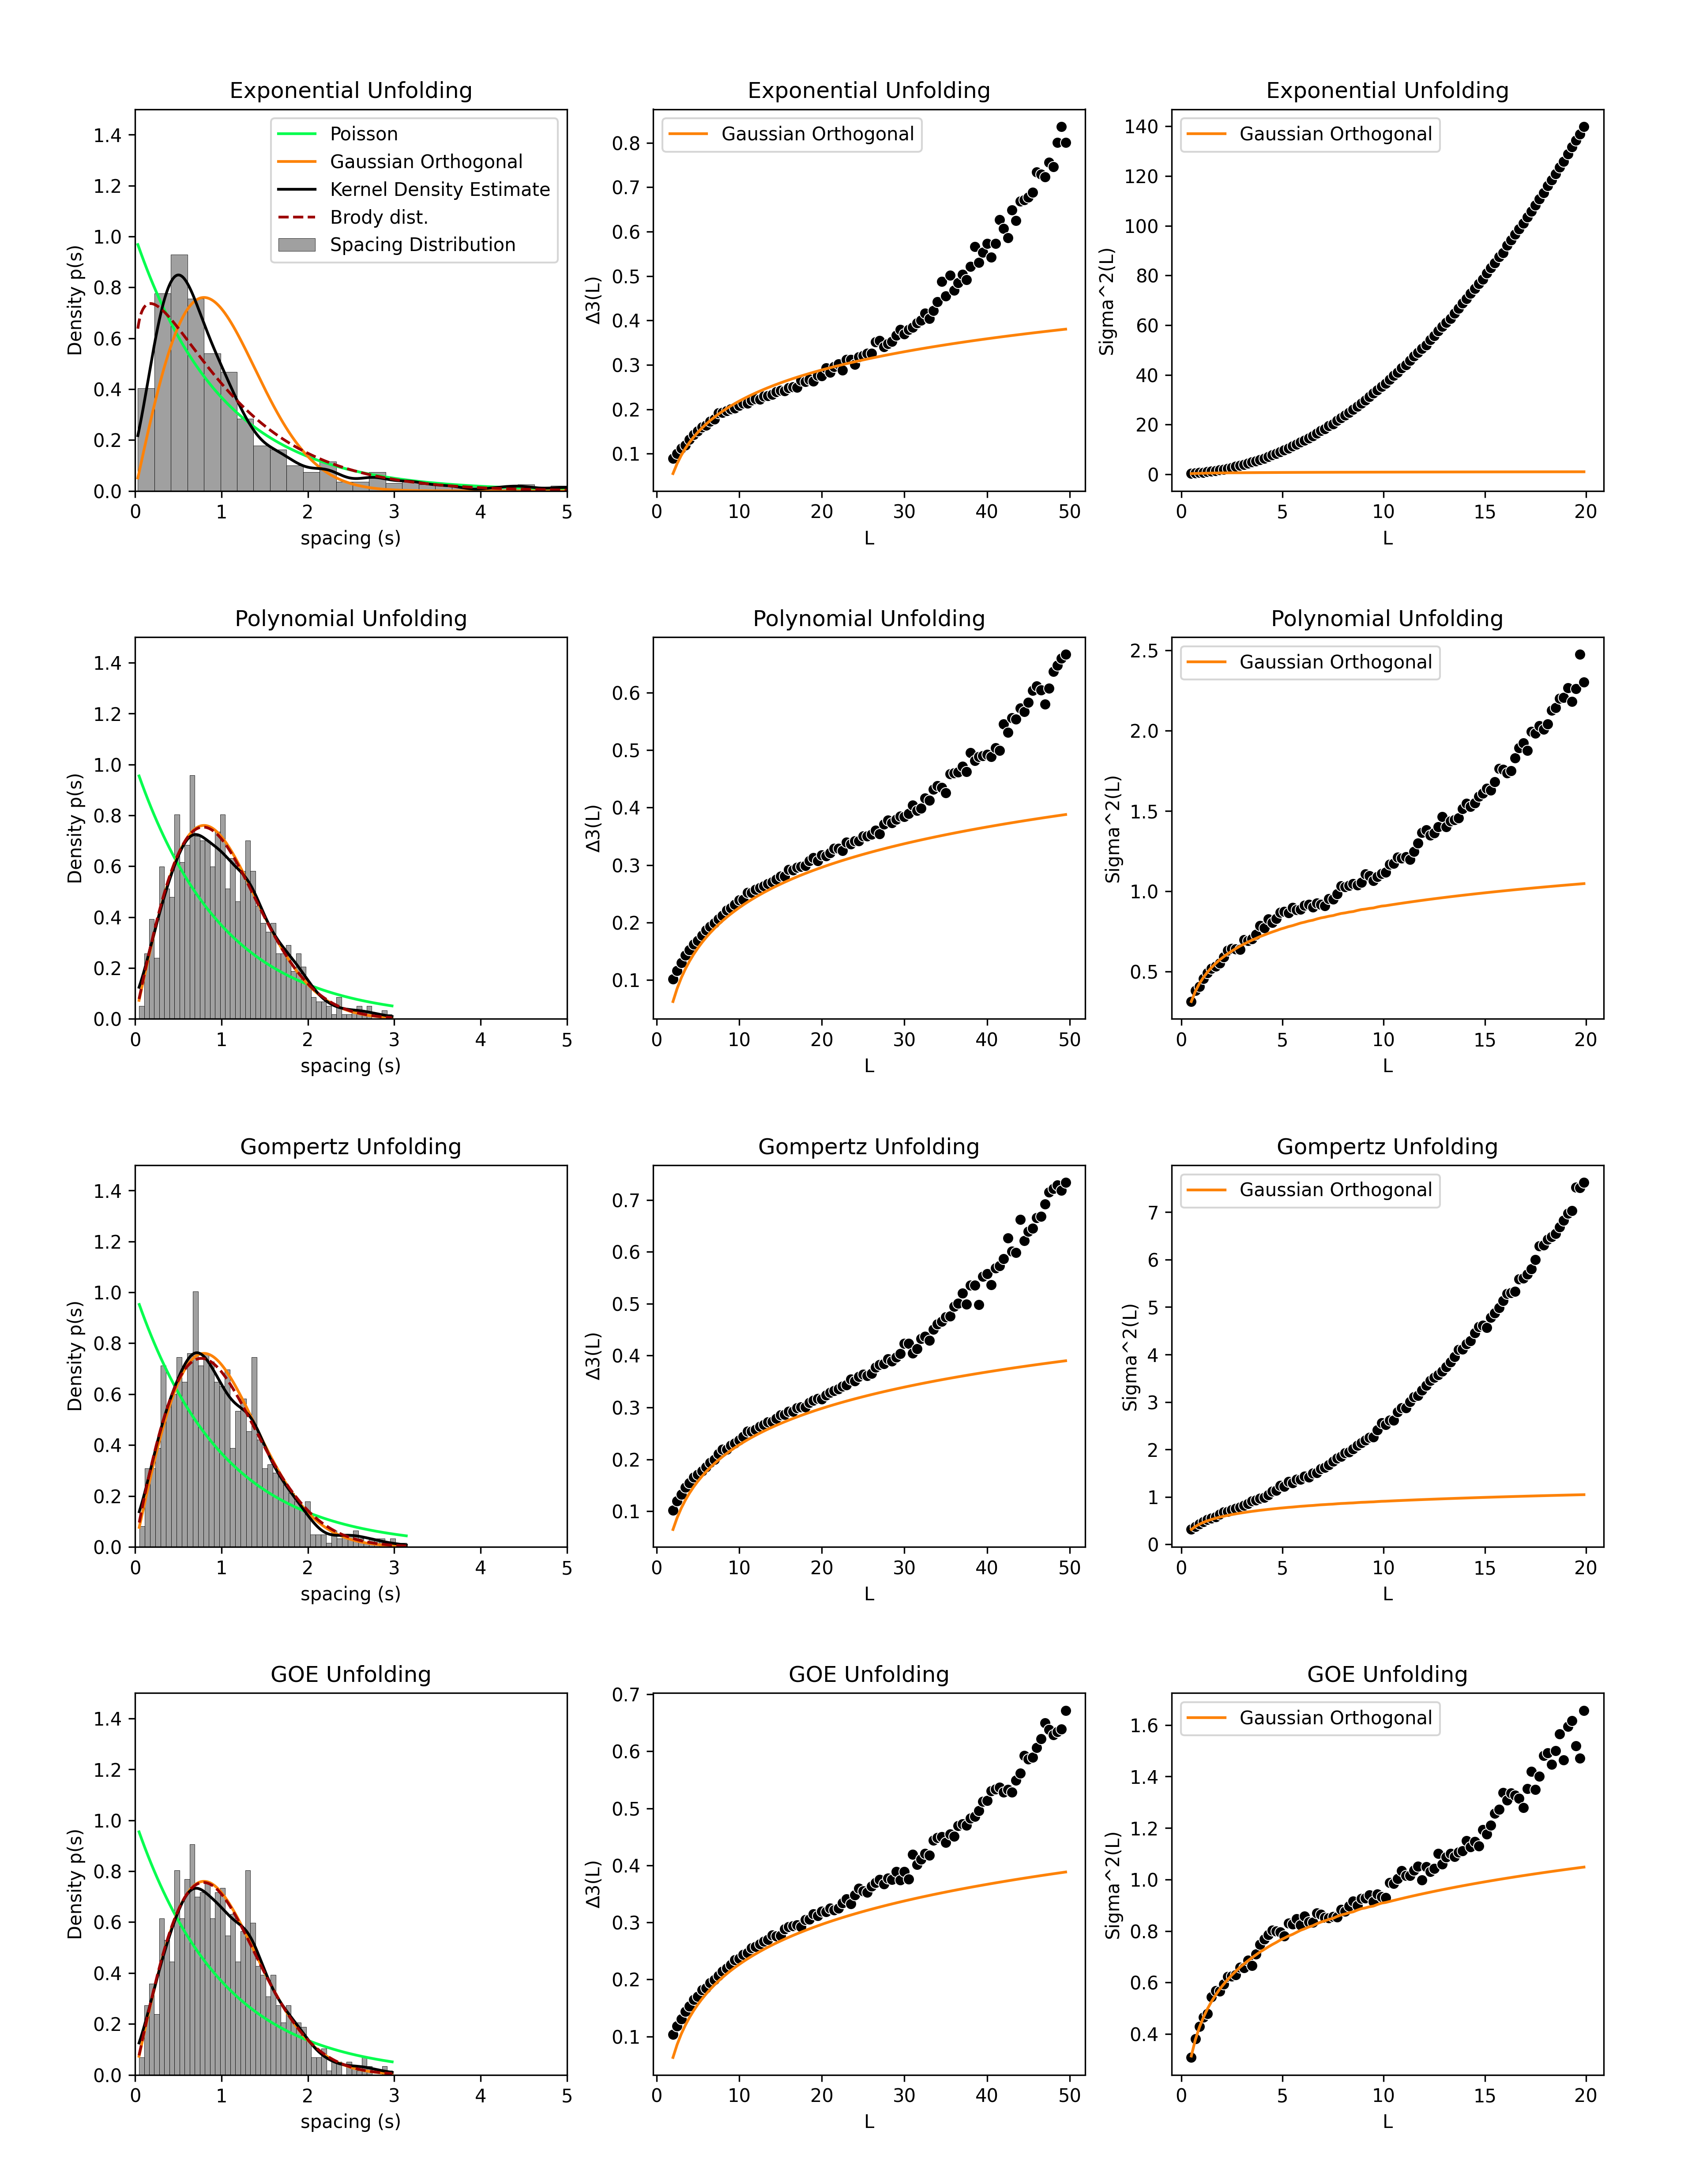 Exponential Unfolding
Exponential Unfolding
Exponential Unfolding
Poisson
Gaussian Orthogonal
Kernel Density Estimate
Brody dist.
Spacing Distribution
Gaussian Orthogonal
Gaussian Orthogonal
Density p(s)
1.4
1.2
1.0
0.8
0.6
0.4
0.2
0.0
0 1 2 3 4 5
spacing (s)
Δ3(L)
0.8
0.7
0.6
0.5
0.4
0.3
0.2
0.1
0 10 20 30 40 50
L
Sigma^2(L)
140
120
100
80
60
40
20
0
0 5 10 15 20
L
Polynomial Unfolding
Polynomial Unfolding
Polynomial Unfolding
Gaussian Orthogonal
Density p(s)
1.4
1.2
1.0
0.8
0.6
0.4
0.2
0.0
0 1 2 3 4 5
spacing (s)
Δ3(L)
0.6
0.5
0.4
0.3
0.2
0.1
0 10 20 30 40 50
L
Sigma^2(L)
2.5
2.0
1.5
1.0
0.5
0 5 10 15 20
L
Gompertz Unfolding
Gompertz Unfolding
Gompertz Unfolding
Gaussian Orthogonal
Density p(s)
1.4
1.2
1.0
0.8
0.6
0.4
0.2
0.0
0 1 2 3 4 5
spacing (s)
Δ3(L)
0.7
0.6
0.5
0.4
0.3
0.2
0.1
0 10 20 30 40 50
L
Sigma^2(L)
7
6
5
4
3
2
1
0
0 5 10 15 20
L
GOE Unfolding
GOE Unfolding
GOE Unfolding
Gaussian Orthogonal
Density p(s)
1.4
1.2
1.0
0.8
0.6
0.4
0.2
0.0
0 1 2 3 4 5
spacing (s)
Δ3(L)
0.7
0.6
0.5
0.4
0.3
0.2
0.1
0 10 20 30 40 50
L
Sigma^2(L)
1.6
1.4
1.2
1.0
0.8
0.6
0.4
0 5 10 15 20
L